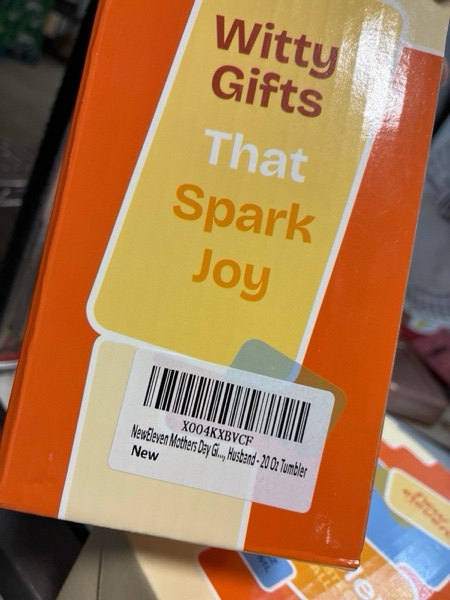 Witty
Gifts
That
Spark
Joy
X004KXBVCF
NewEleven Mothers Day Gi..., Husband - 20 Oz Tumbler
New